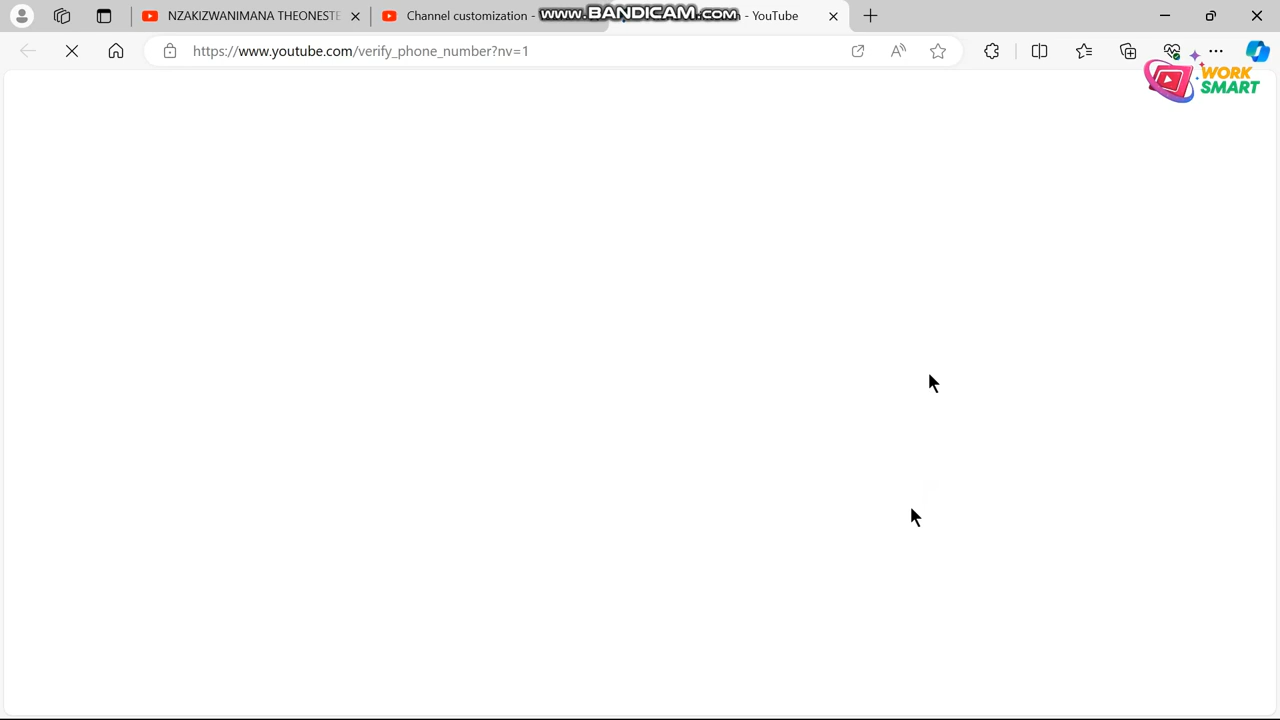 NZAKIZWANIMANA THEONESTE
Channel customization -
www.BANDICAM.com
- YouTube
https://www.youtube.com/verify_phone_number?nv=1
WORK
SMART